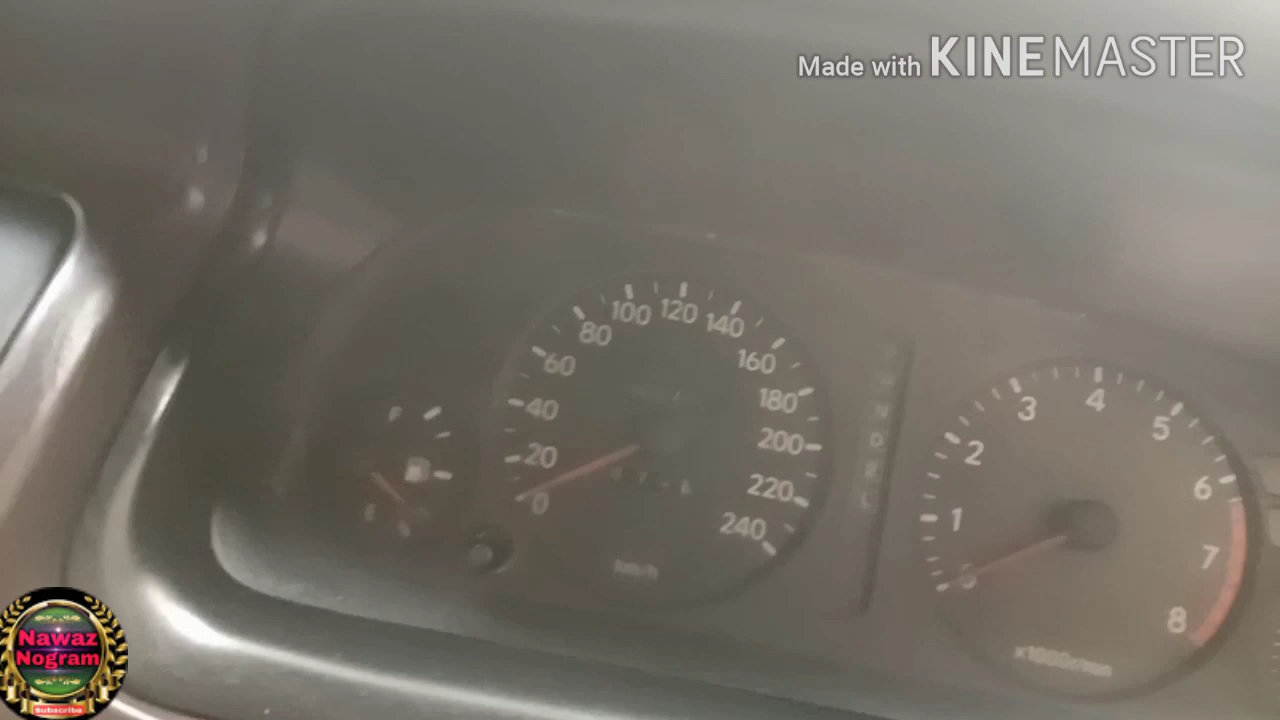 Made with KINEMASTER
100 120 140
80 160
60 180
40 200
20 220
0 240
km/h
F
N
D
4
3 5
2 6
1 7
8
x1000r/min
Nawaz
Nogram
Subscribe